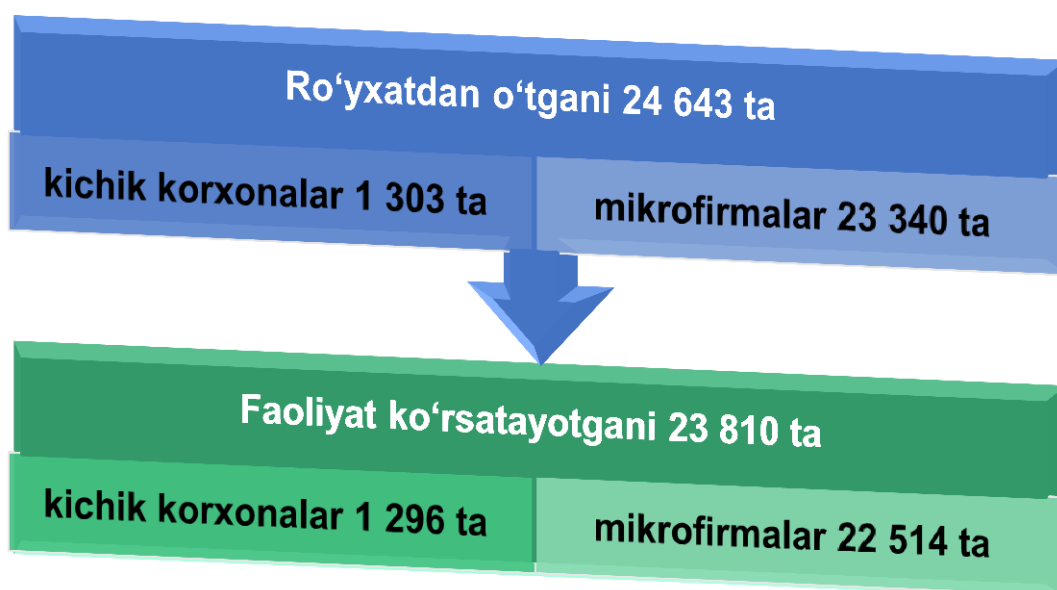 Ro‘yxatdan o‘tgani 24 643 ta
kichik korxonalar 1 303 ta
mikrofirmalar 23 340 ta
Faoliyat ko‘rsatayotgani 23 810 ta
kichik korxonalar 1 296 ta
mikrofirmalar 22 514 ta